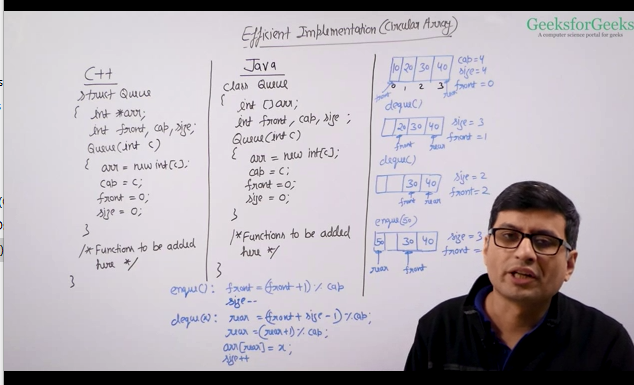 Efficient Implementation (Circular Array)
GeeksforGeeks
A computer science portal for geeks
C++
struct Queue
{ int *arr;
int front, cap, size;
Queue(int c)
{ arr = new int[c];
cap = c;
front = 0;
size = 0;
}
/* Functions to be added
here */
}
Java
class Queue
{
int []arr;
int front, cap, size ;
Queue(int c)
{
arr = new int[c];
cap = c;
front = 0;
size = 0;
}
/* Functions to be added
here */
}
10 20 30 40
0 1 2 3
front rear
cap=4
size=4
front=0
deque()
20 30 40
front rear
size = 3
front = 1
deque()
30 40
front rear
size = 2
front = 2
enque(50)
50 30 40
rear front
size = 3
front =
enque(): front = (front+1) % cap
size--
deque(x): rear = (front + size - 1) % cap;
rear = (rear+1) % cap;
arr[rear] = x;
size++